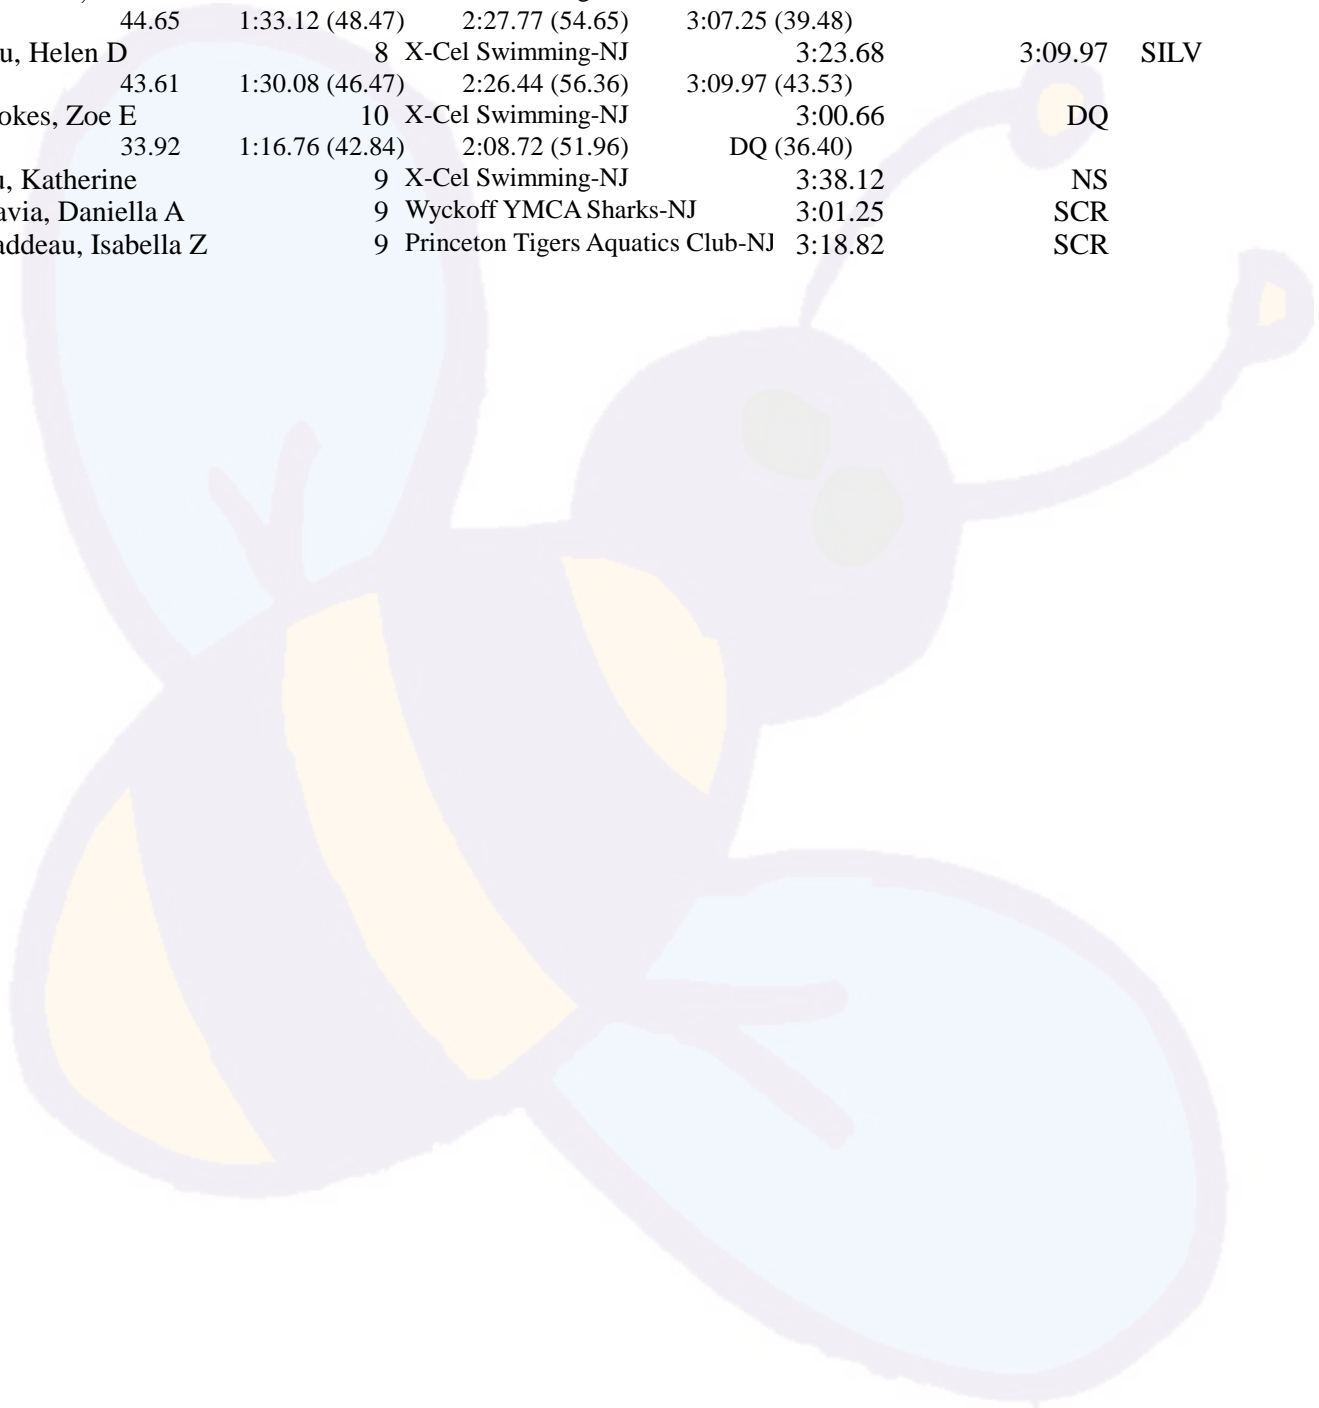 44.65 1:33.12 (48.47) 2:27.77 (54.65) 3:07.25 (39.48)
u, Helen D 8 X-Cel Swimming-NJ 3:23.68 3:09.97 SILV
43.61 1:30.08 (46.47) 2:26.44 (56.36) 3:09.97 (43.53)
okes, Zoe E 10 X-Cel Swimming-NJ 3:00.66 DQ
33.92 1:16.76 (42.84) 2:08.72 (51.96) DQ (36.40)
u, Katherine 9 X-Cel Swimming-NJ 3:38.12 NS
avia, Daniella A 9 Wyckoff YMCA Sharks-NJ 3:01.25 SCR
addeau, Isabella Z 9 Princeton Tigers Aquatics Club-NJ 3:18.82 SCR